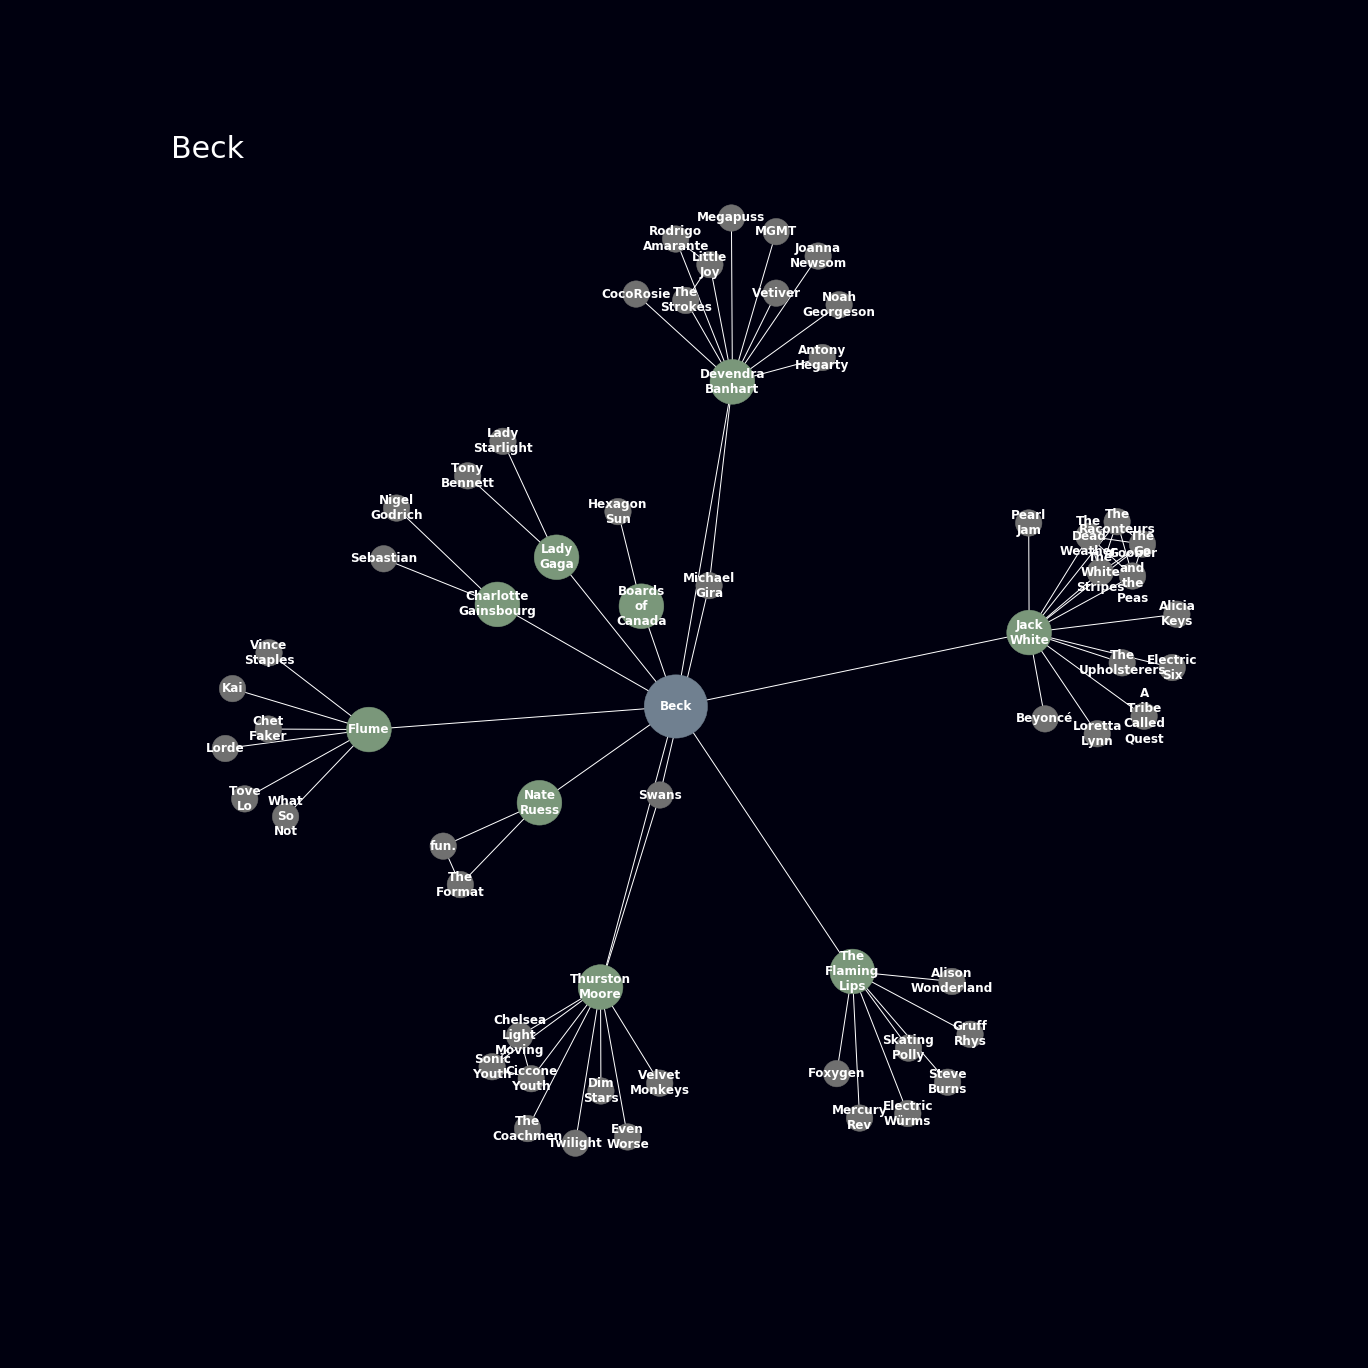 Beck
Megapuss
MGMT
Rodrigo
Amarante
Joanna
Newsom
Little
Joy
CocoRosie
The
Strokes
Vetiver
Noah
Georgeson
Antony
Hegarty
Devendra
Banhart
Lady
Starlight
Tony
Bennett
Nigel
Godrich
Hexagon
Sun
Sebastian
Lady
Gaga
Charlotte
Gainsbourg
Boards
of
Canada
Michael
Gira
Pearl
Jam
The
Raconteurs
The
Dead
Weather
The
Go
The
White
Stripes
Goober
and
the
Peas
Alicia
Keys
Jack
White
The
Upholsterers
Electric
Six
A
Tribe
Called
Quest
Beyoncé
Loretta
Lynn
Vince
Staples
Kai
Chet
Faker
Flume
Lorde
Tove
Lo
What
So
Not
Beck
Nate
Ruess
Swans
fun.
The
Format
Thurston
Moore
The
Flaming
Lips
Alison
Wonderland
Chelsea
Light
Moving
Sonic
Youth
Ciccone
Youth
Dim
Stars
Velvet
Monkeys
The
Coachmen
Twilight
Even
Worse
Gruff
Rhys
Skating
Polly
Foxygen
Steve
Burns
Mercury
Rev
Electric
Würms